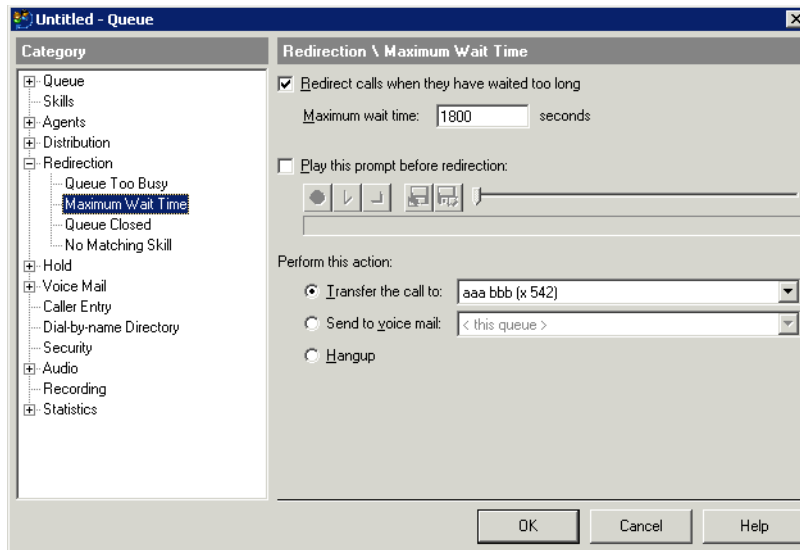 Untitled - Queue
Category
Queue
Skills
Agents
Distribution
Redirection
Queue Too Busy
Maximum Wait Time
Queue Closed
No Matching Skill
Hold
Voice Mail
Caller Entry
Dial-by-name Directory
Security
Audio
Recording
Statistics
Redirection \ Maximum Wait Time
Redirect calls when they have waited too long
Maximum wait time: 1800 seconds
Play this prompt before redirection:
Perform this action:
Transfer the call to: aaa bbb (x 542)
Send to voice mail: < this queue >
Hangup
OK Cancel Help